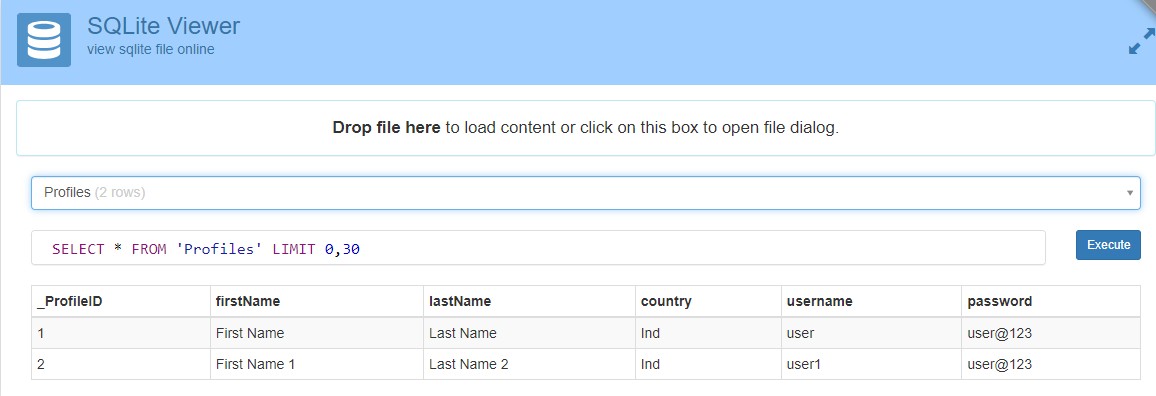 SQLite Viewer
view sqlite file online
Drop file here to load content or click on this box to open file dialog.
Profiles (2 rows)
SELECT * FROM 'Profiles' LIMIT 0,30
Execute
_ProfileID firstName lastName country username password
1 First Name Last Name Ind user user@123
2 First Name 1 Last Name 2 Ind user1 user@123